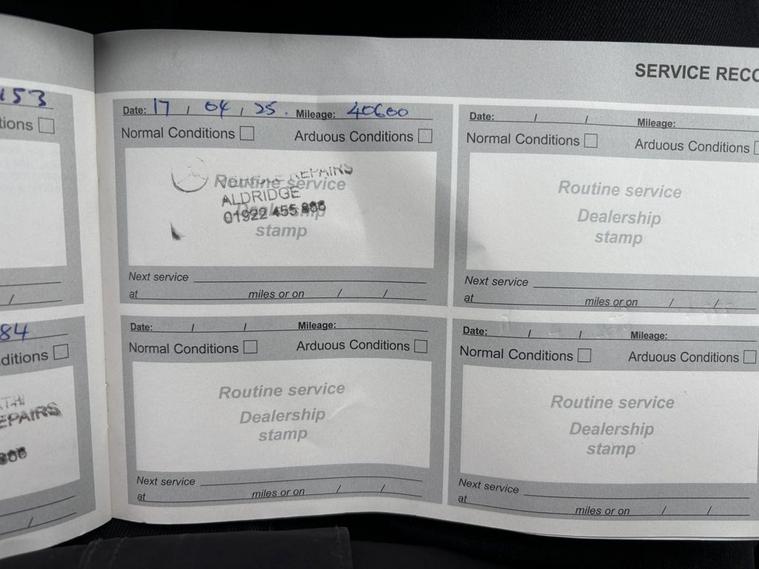 153
tions
84
ditions
EPAIRS
SERVICE RECO
Date: 17 / 04 / 25. Mileage: 40600
Normal Conditions Arduous Conditions
Routine service
REPAIRS
ALDRIDGE
01922 455
stamp
Next service
at miles or on / /
Date: / / Mileage:
Normal Conditions Arduous Conditions
Routine service
Dealership
stamp
Next service
at miles or on / /
Date: / / Mileage:
Normal Conditions Arduous Conditions
Routine service
Dealership
stamp
Next service
at miles or on / /
Date: / / Mileage:
Normal Conditions Arduous Conditions
Routine service
Dealership
stamp
Next service
at miles or on / /